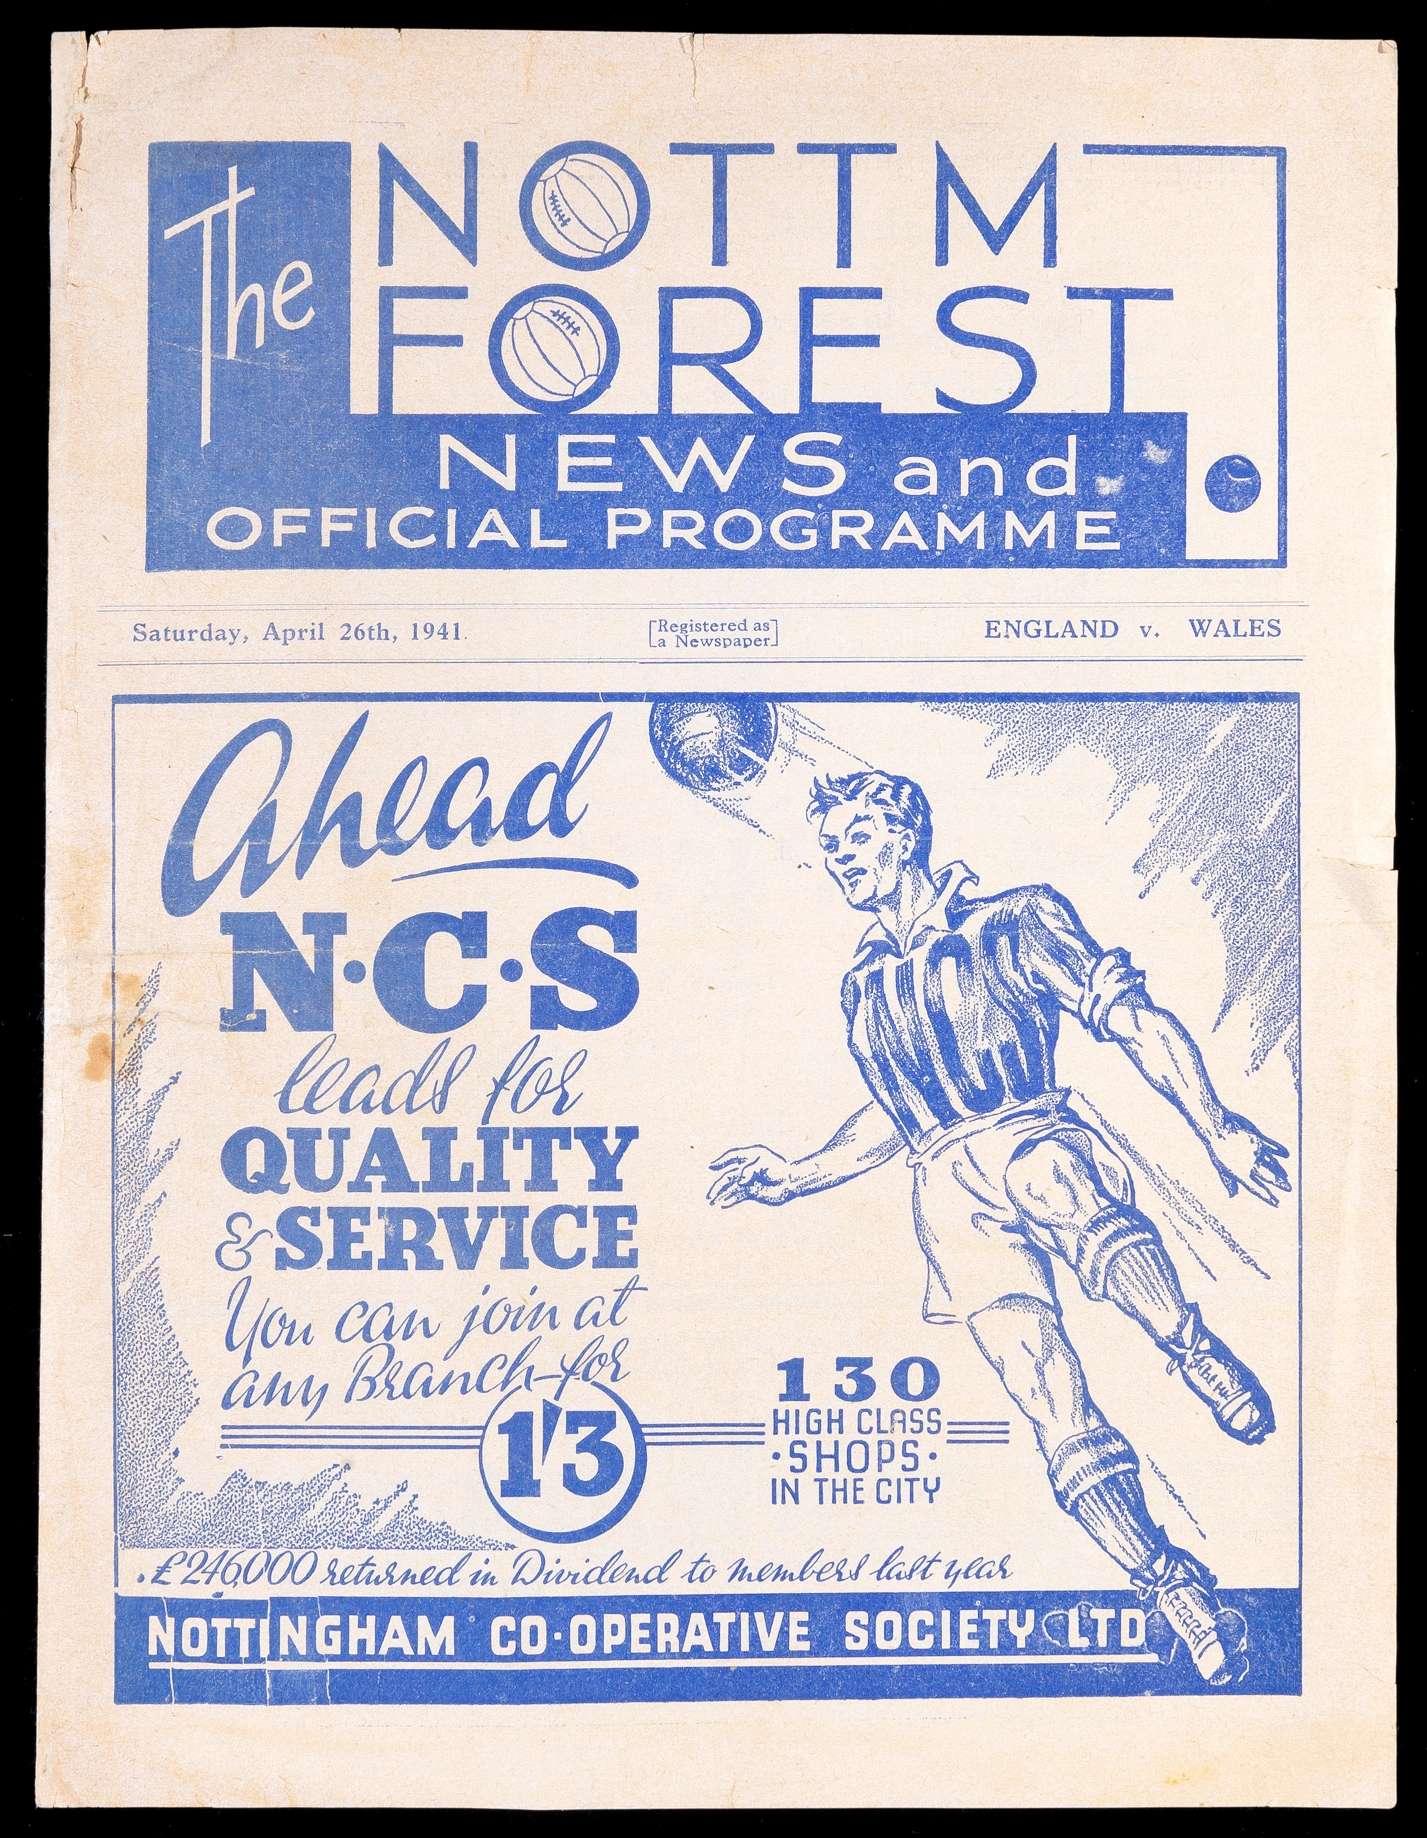 The
NOTTM
FOREST
NEWS and
OFFICIAL PROGRAMME
Saturday, April 26th, 1941.
[Registered as
a Newspaper]
ENGLAND v. WALES
Ahead
N·C·S
leads for
QUALITY
& SERVICE
You can join at
any Branch-for
1/3
130
HIGH CLASS
·SHOPS·
IN THE CITY
NCS
. £246,000 returned in Dividend to members last year
NOTTINGHAM CO-OPERATIVE SOCIETY LTD